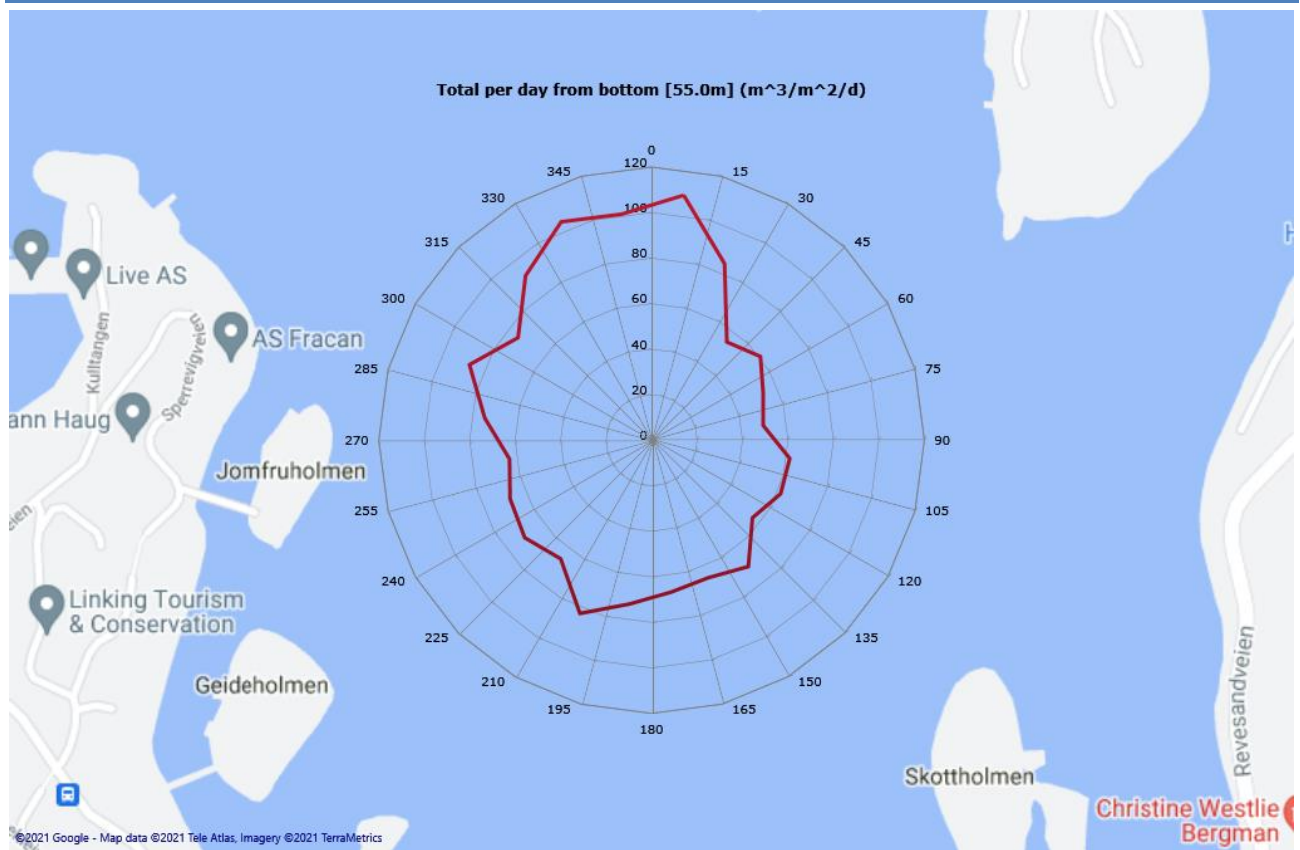 Total per day from bottom [55.0m] (m^3/m^2/d)
0
120
345
15
330
30
100
315
45
80
300
60
60
285
75
40
20
270
0
90
255
105
240
120
225
135
210
150
195
165
180
Live AS
Kulltangen
Sperrevigveien
AS Fracan
ann Haug
Jomfruholmen
eien
Linking Tourism
& Conservation
Geideholmen
Skottholmen
Revesandveien
Christine Westlie
Bergman
H
©2021 Google - Map data ©2021 Tele Atlas, Imagery ©2021 TerraMetrics